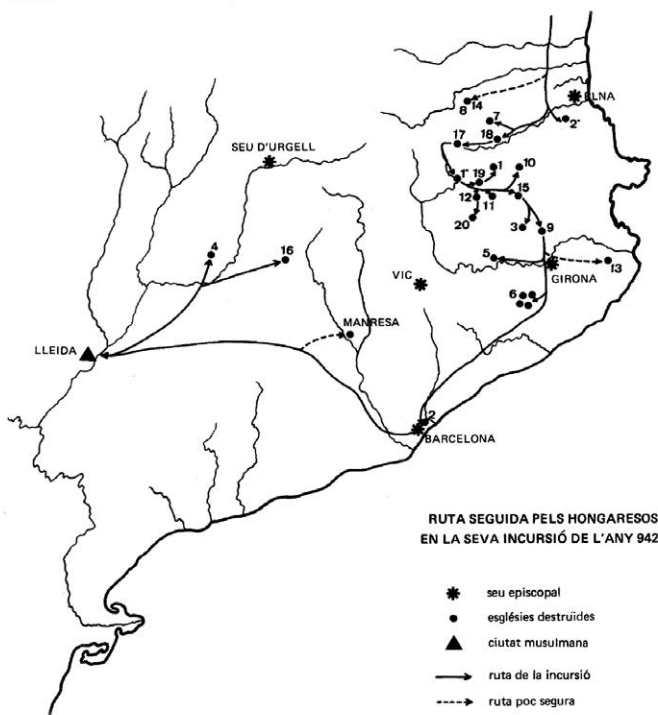 ELNA
8 14
7
2'
17
18
SEU D'URGELL
1'
19
1
10
12
11
15
20
3
9
4
16
5
13
VIC
GIRONA
6
MANRESA
LLEIDA
2
BARCELONA
RUTA SEGUIDA PELS HONGARESOS
EN LA SEVA INCURSIÓ DE L'ANY 942
seu episcopal
esglésies destruïdes
ciutat musulmana
ruta de la incursió
ruta poc segura